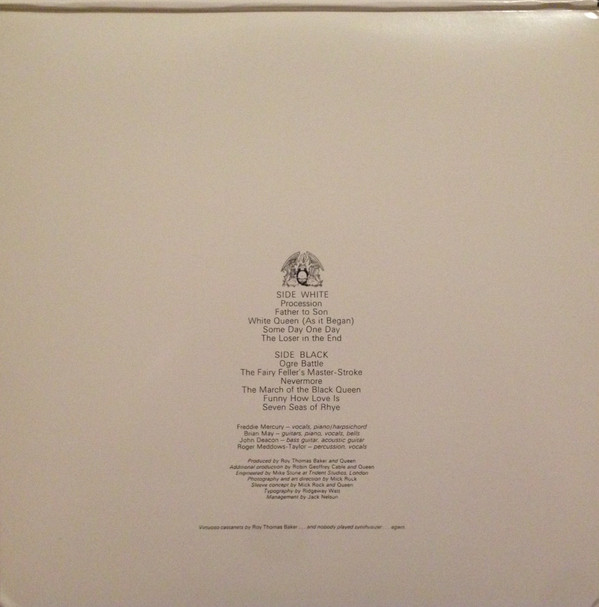 Q
SIDE WHITE
Procession
Father to Son
White Queen (As it Began)
Some Day One Day
The Loser in the End
SIDE BLACK
Ogre Battle
The Fairy Feller's Master-Stroke
Nevermore
The March of the Black Queen
Funny How Love Is
Seven Seas of Rhye
Freddie Mercury – vocals, piano/harpsichord
Brian May – guitars, piano, vocals, bells
John Deacon – bass guitar, acoustic guitar
Roger Meddows-Taylor – percussion, vocals
Produced by Roy Thomas Baker and Queen
Additional production by Robin Geoffrey Cable and Queen
Engineered by Mike Stone at Trident Studios, London
Photography and art direction by Mick Rock
Sleeve concept by Mick Rock and Queen
Typography by Ridgeway Watt
Management by Jack Nelson
Virtuoso castanets by Roy Thomas Baker . . . and nobody played synthesizer . . . again